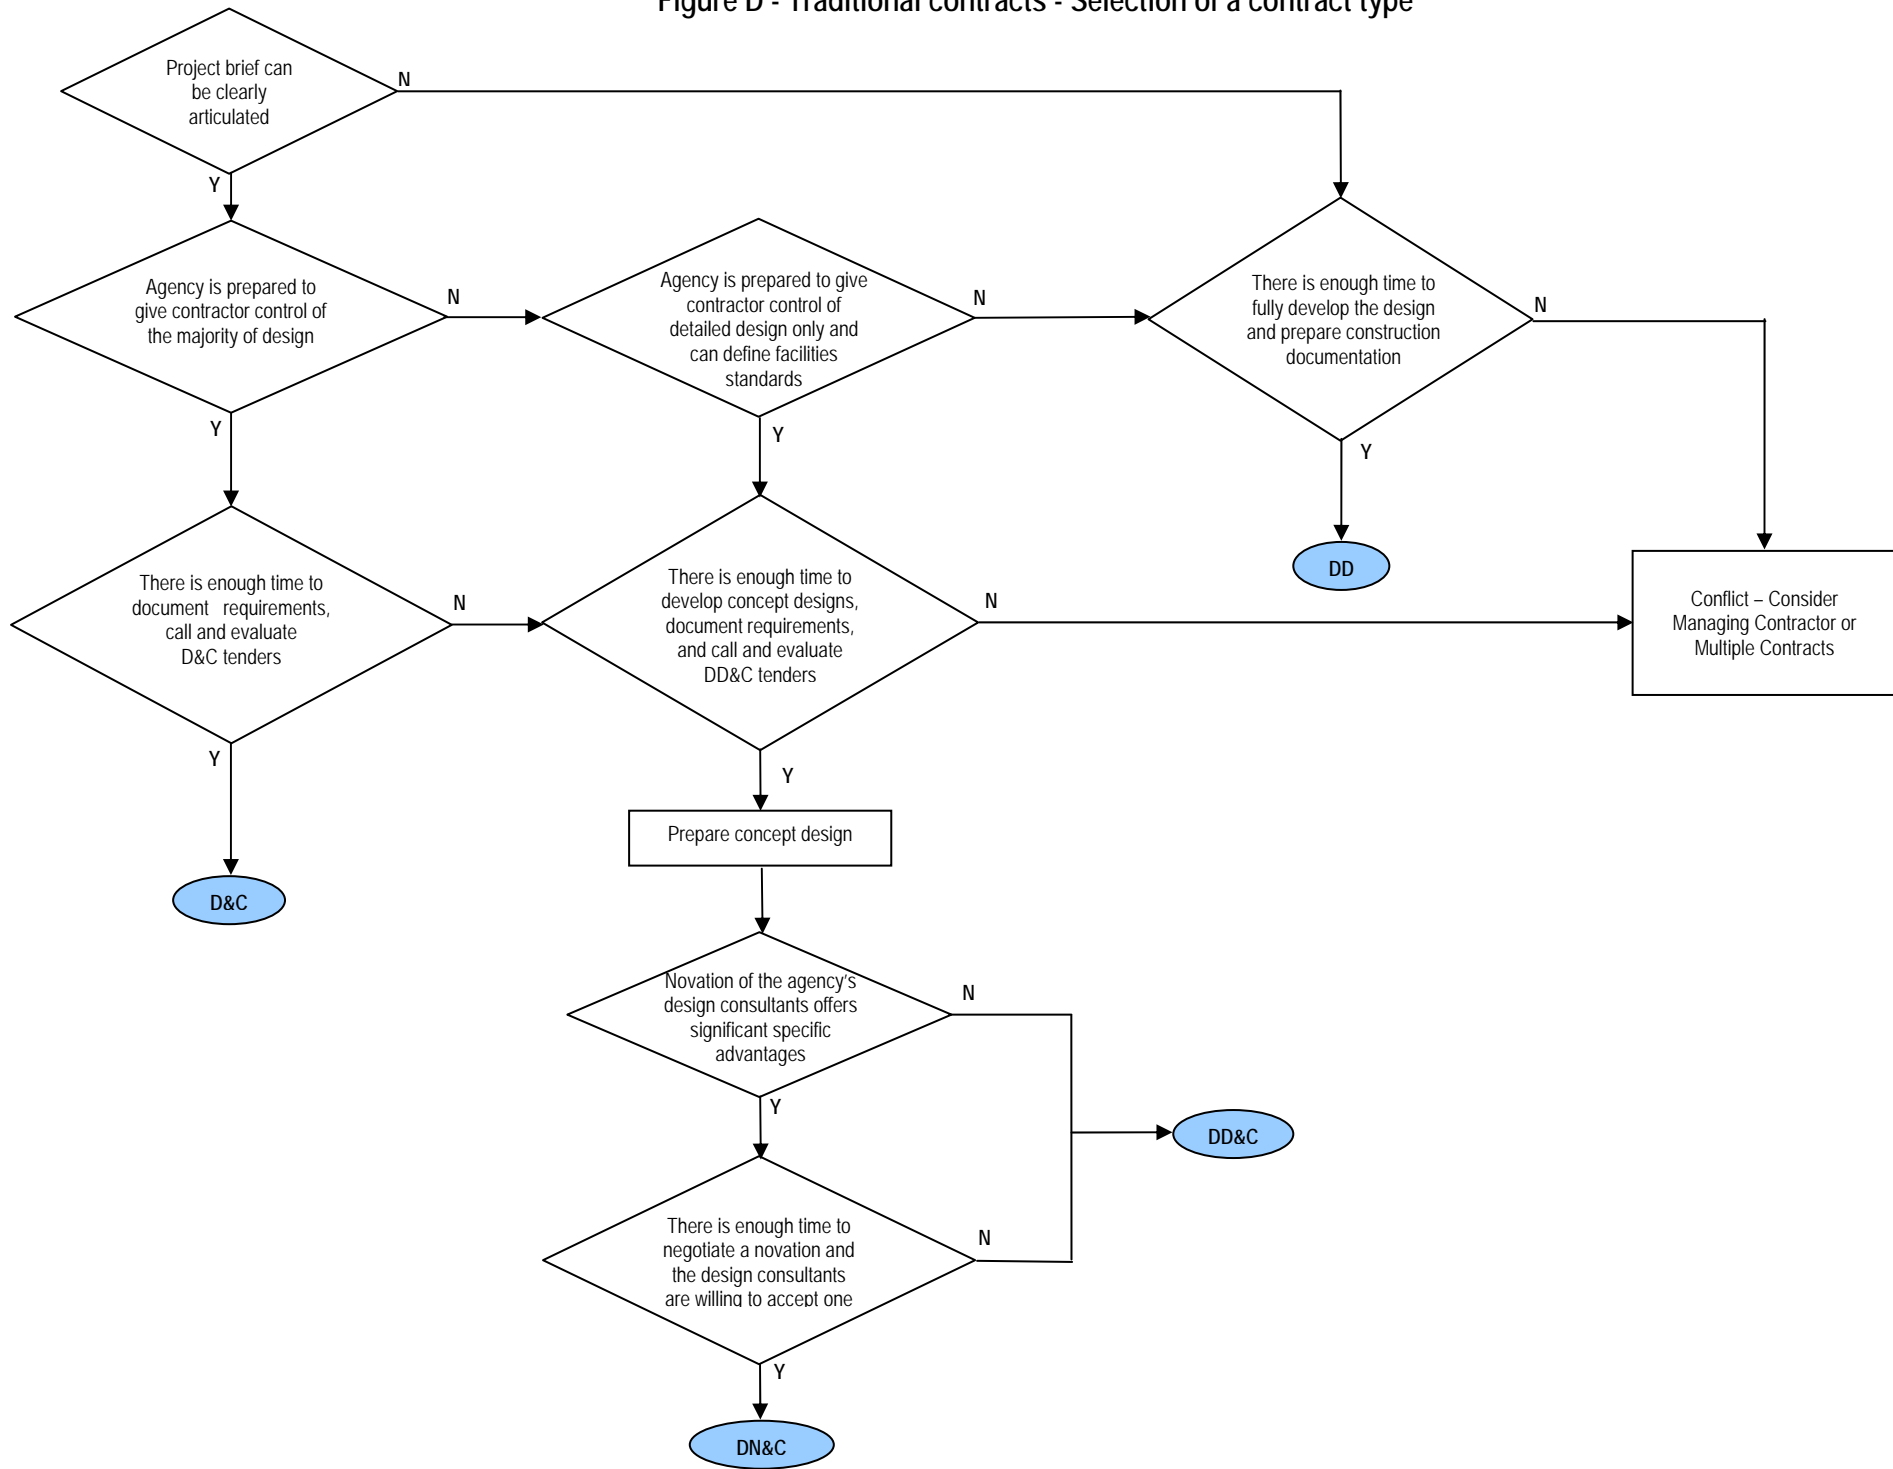 Figure D - Traditional contracts - Selection of a contract type
Project brief can
be clearly
articulated
N
Y
Agency is prepared to
give contractor control of
the majority of design
N
Y
Agency is prepared to give
contractor control of
detailed design only and
can define facilities
standards
N
Y
There is enough time to
fully develop the design
and prepare construction
documentation
N
Y
DD
There is enough time to
document requirements,
call and evaluate
D&C tenders
N
Y
There is enough time to
develop concept designs,
document requirements,
and call and evaluate
DD&C tenders
N
Y
Conflict – Consider
Managing Contractor or
Multiple Contracts
Prepare concept design
D&C
Novation of the agency's
design consultants offers
significant specific
advantages
N
Y
DD&C
There is enough time to
negotiate a novation and
the design consultants
are willing to accept one
N
Y
DN&C